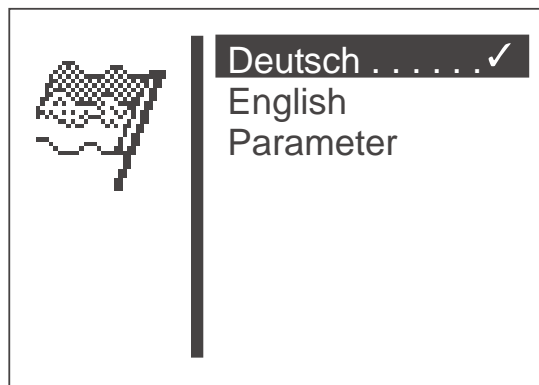 Deutsch . . . . . . ✓
English
Parameter